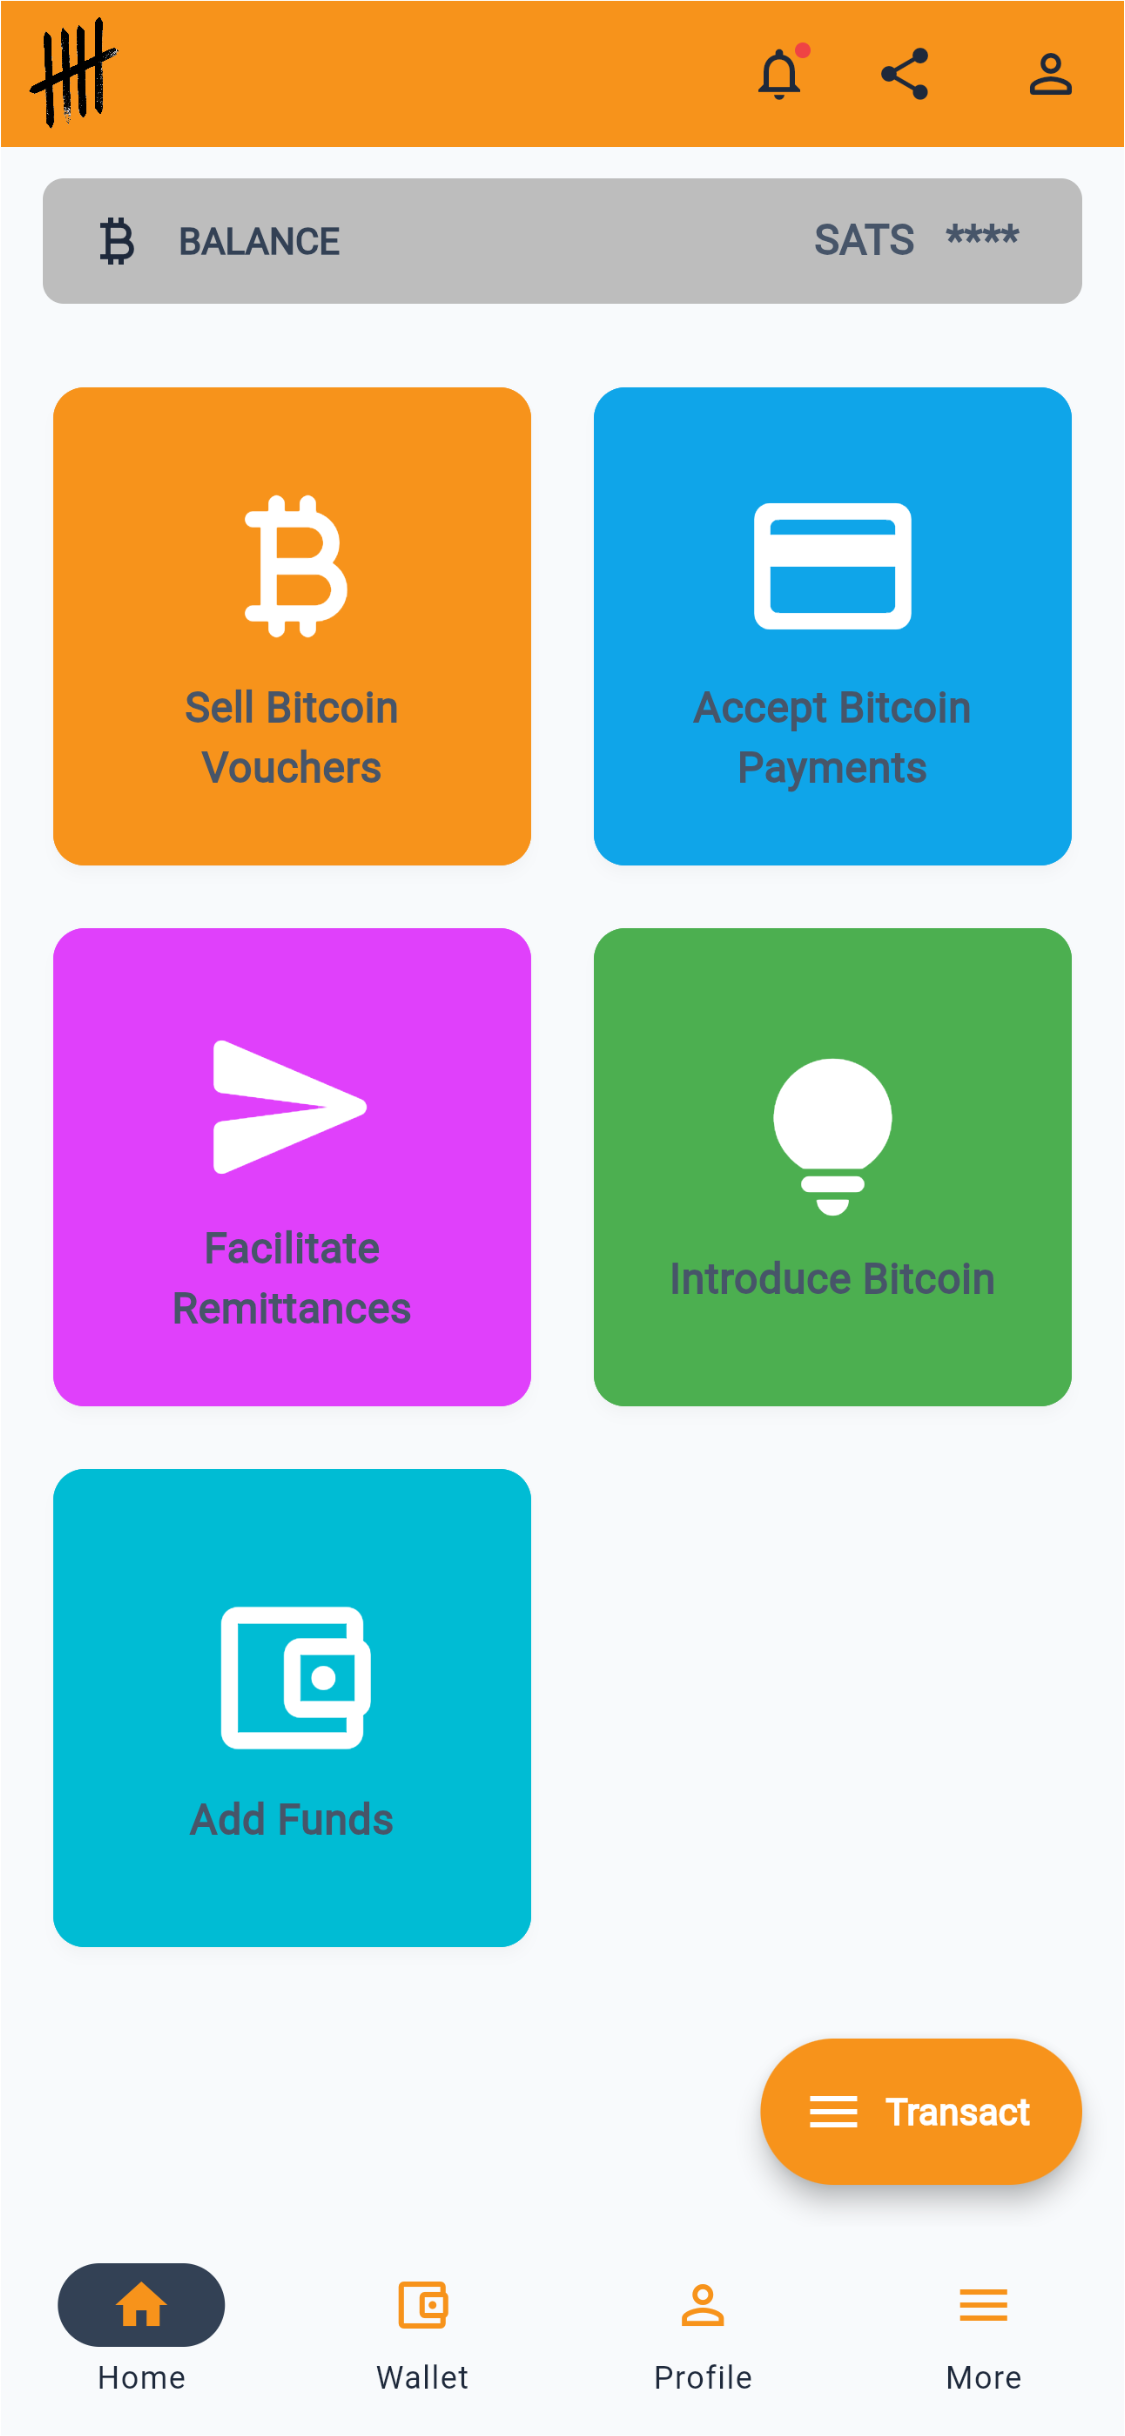 BALANCE SATS ****
Sell Bitcoin
Vouchers
Accept Bitcoin
Payments
Facilitate
Remittances
Introduce Bitcoin
Add Funds
Transact
Home Wallet Profile More